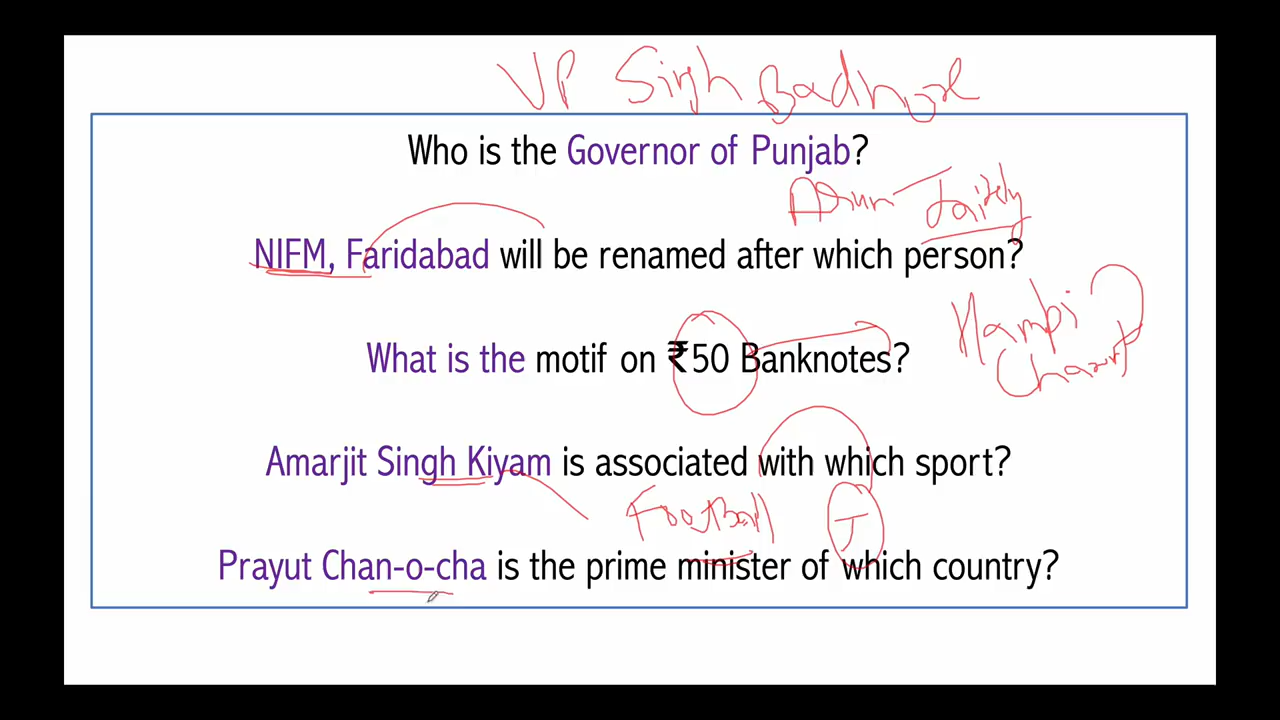 VP Singh Badnore
Who is the Governor of Punjab?
Arun Jaitely
NIFM, Faridabad will be renamed after which person?
Hampi
What is the motif on ₹50 Banknotes?
Chariot
Amarjit Singh Kiyam is associated with which sport?
Football I
Prayut Chan-o-cha is the prime minister of which country?